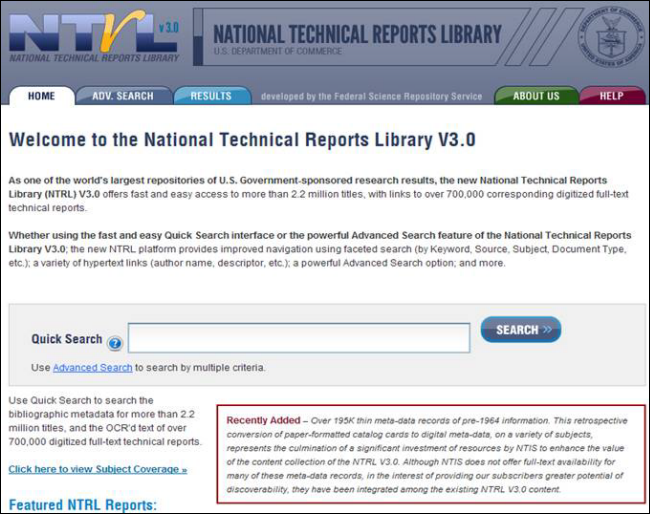 NTRL v 3.0
NATIONAL TECHNICAL REPORTS LIBRARY
NATIONAL TECHNICAL REPORTS LIBRARY
U.S. DEPARTMENT OF COMMERCE
HOME ADV. SEARCH RESULTS developed by the Federal Science Repository Service ABOUT US HELP
Welcome to the National Technical Reports Library V3.0
As one of the world's largest repositories of U.S. Government-sponsored research results, the new National Technical Reports
Library (NTRL) V3.0 offers fast and easy access to more than 2.2 million titles, with links to over 700,000 corresponding digitized full-text
technical reports.
Whether using the fast and easy Quick Search interface or the powerful Advanced Search feature of the National Technical Reports
Library V3.0; the new NTRL platform provides improved navigation using faceted search (by Keyword, Source, Subject, Document Type,
etc.); a variety of hypertext links (author name, descriptor, etc.); a powerful Advanced Search option; and more.
Quick Search ? SEARCH >>
Use Advanced Search to search by multiple criteria.
Use Quick Search to search the
bibliographic metadata for more than 2.2
million titles, and the OCR'd text of over
700,000 digitized full-text technical reports.
Click here to view Subject Coverage »
Featured NTRL Reports:
Recently Added – Over 195K thin meta-data records of pre-1964 information. This retrospective
conversion of paper-formatted catalog cards to digital meta-data, on a variety of subjects,
represents the culmination of a significant investment of resources by NTIS to enhance the value
of the content collection of the NTRL V3.0. Although NTIS does not offer full-text availability for
many of these meta-data records, in the interest of providing our subscribers greater potential of
discoverability, they have been integrated among the existing NTRL V3.0 content.